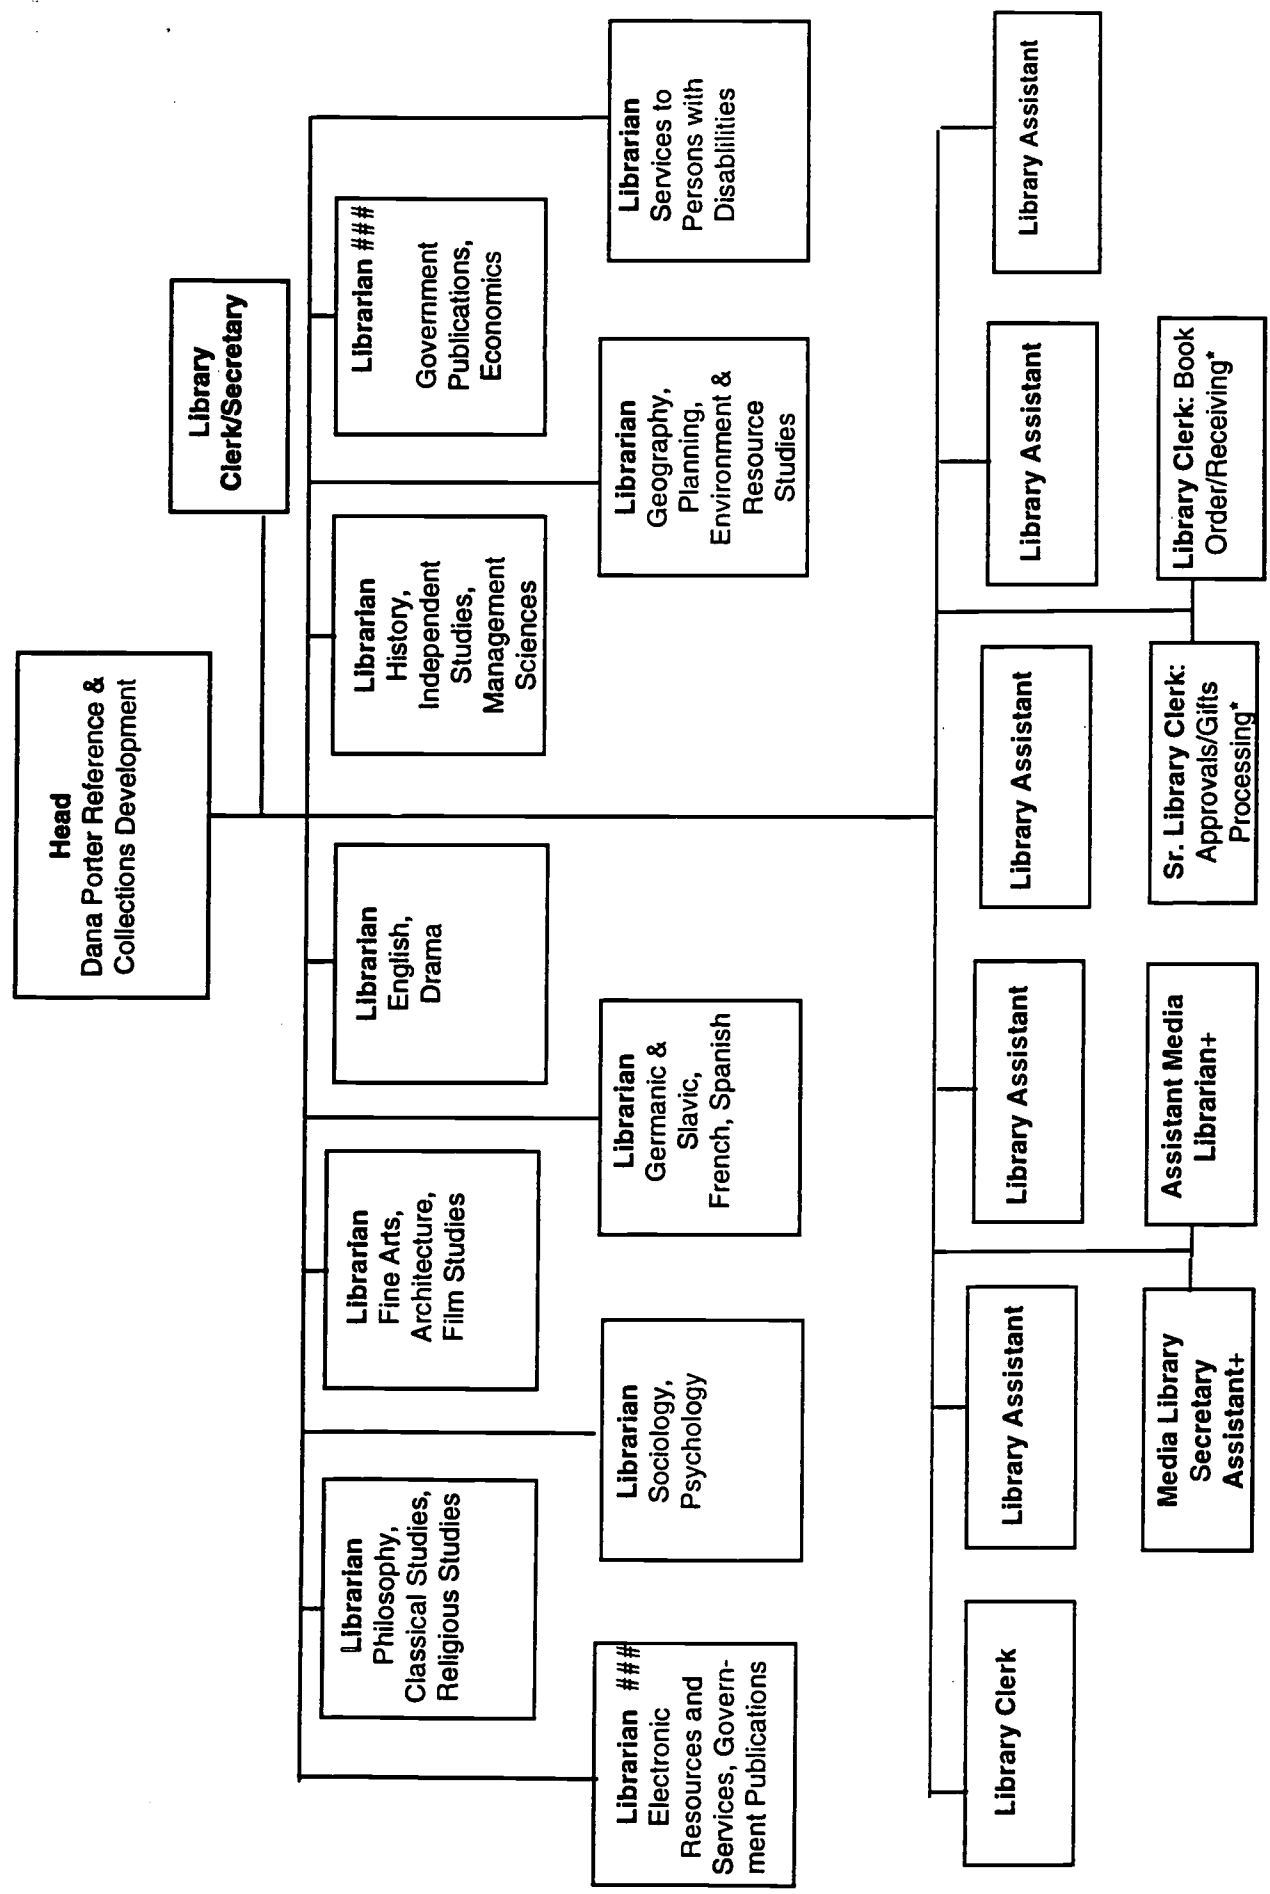 Head
Dana Porter Reference &
Collections Development
Library
Clerk/Secretary
Librarian
Philosophy,
Classical Studies,
Religious Studies
Librarian
Fine Arts,
Architecture,
Film Studies
Librarian
English,
Drama
Librarian
History,
Independent
Studies,
Management
Sciences
Librarian ###
Government
Publications,
Economics
Librarian ###
Electronic
Resources and
Services, Govern-
ment Publications
Librarian
Sociology,
Psychology
Librarian
Germanic &
Slavic,
French, Spanish
Librarian
Geography,
Planning,
Environment &
Resource
Studies
Librarian
Services to
Persons with
Disablilities
Library Clerk
Library Assistant
Library Assistant
Library Assistant
Library Assistant
Library Assistant
Media Library
Secretary
Assistant+
Assistant Media
Librarian+
Sr. Library Clerk:
Approvals/Gifts
Processing*
Library Clerk: Book
Order/Receiving*